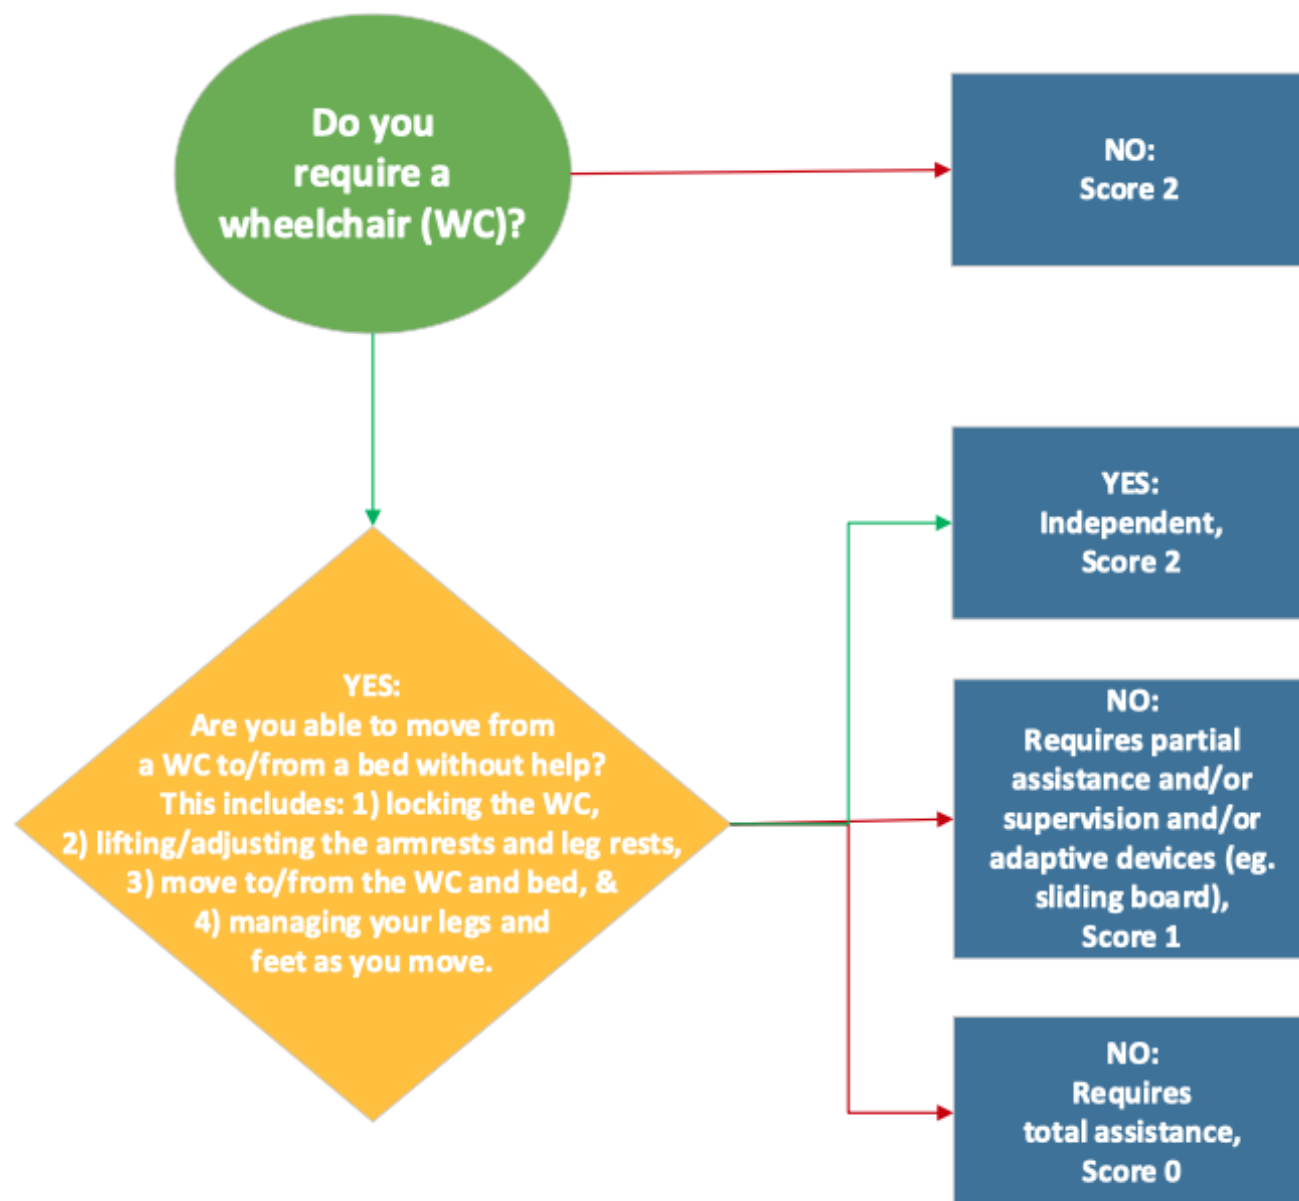 Do you
require a
wheelchair (WC)?
NO:
Score 2
YES:
Independent,
Score 2
YES:
Are you able to move from
a WC to/from a bed without help?
This includes: 1) locking the WC,
2) lifting/adjusting the armrests and leg rests,
3) move to/from the WC and bed, &
4) managing your legs and
feet as you move.
NO:
Requires partial
assistance and/or
supervision and/or
adaptive devices (eg.
sliding board),
Score 1
NO:
Requires
total assistance,
Score 0